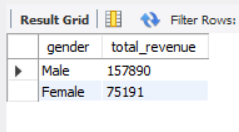 Result Grid Filter Rows:
gender total_revenue
Male 157890
Female 75191